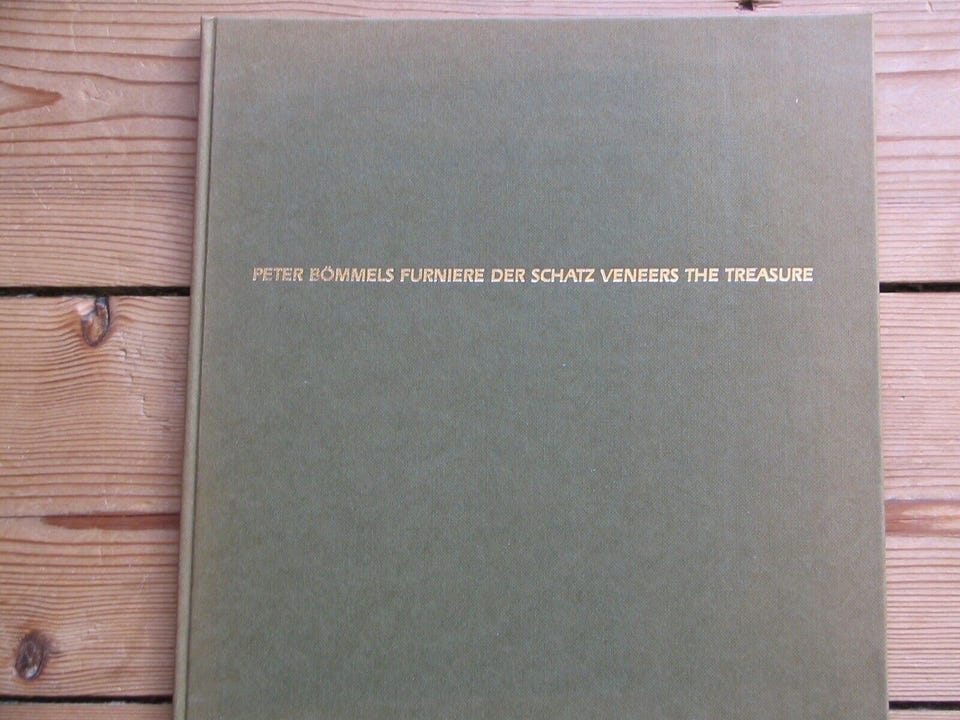 PETER BÖMMELS FURNIERE DER SCHATZ VENEERS THE TREASURE